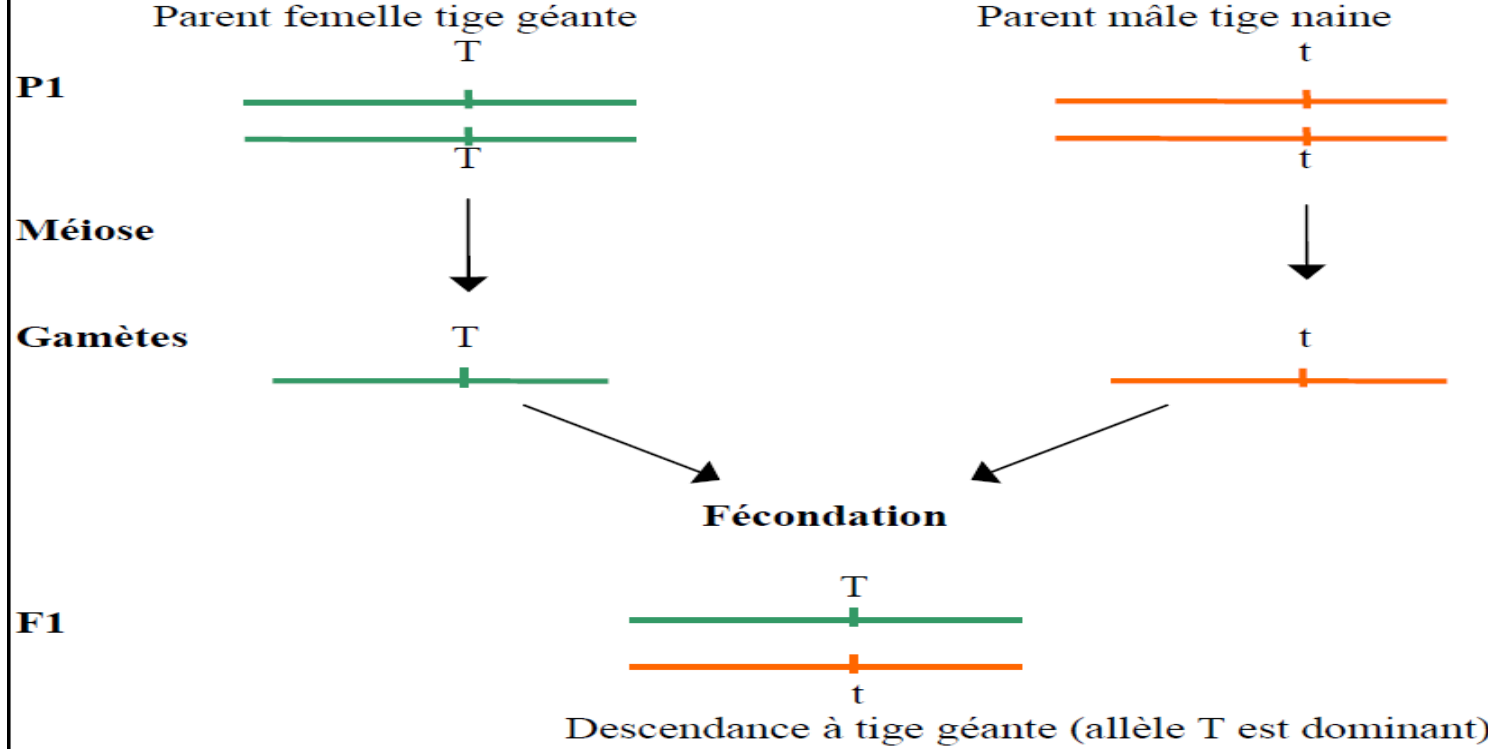 Parent femelle tige géante Parent mâle tige naine
T t
P1
T t
Méiose
Gamètes T t
Fécondation
T
F1
t
Descendance à tige géante (allèle T est dominant)